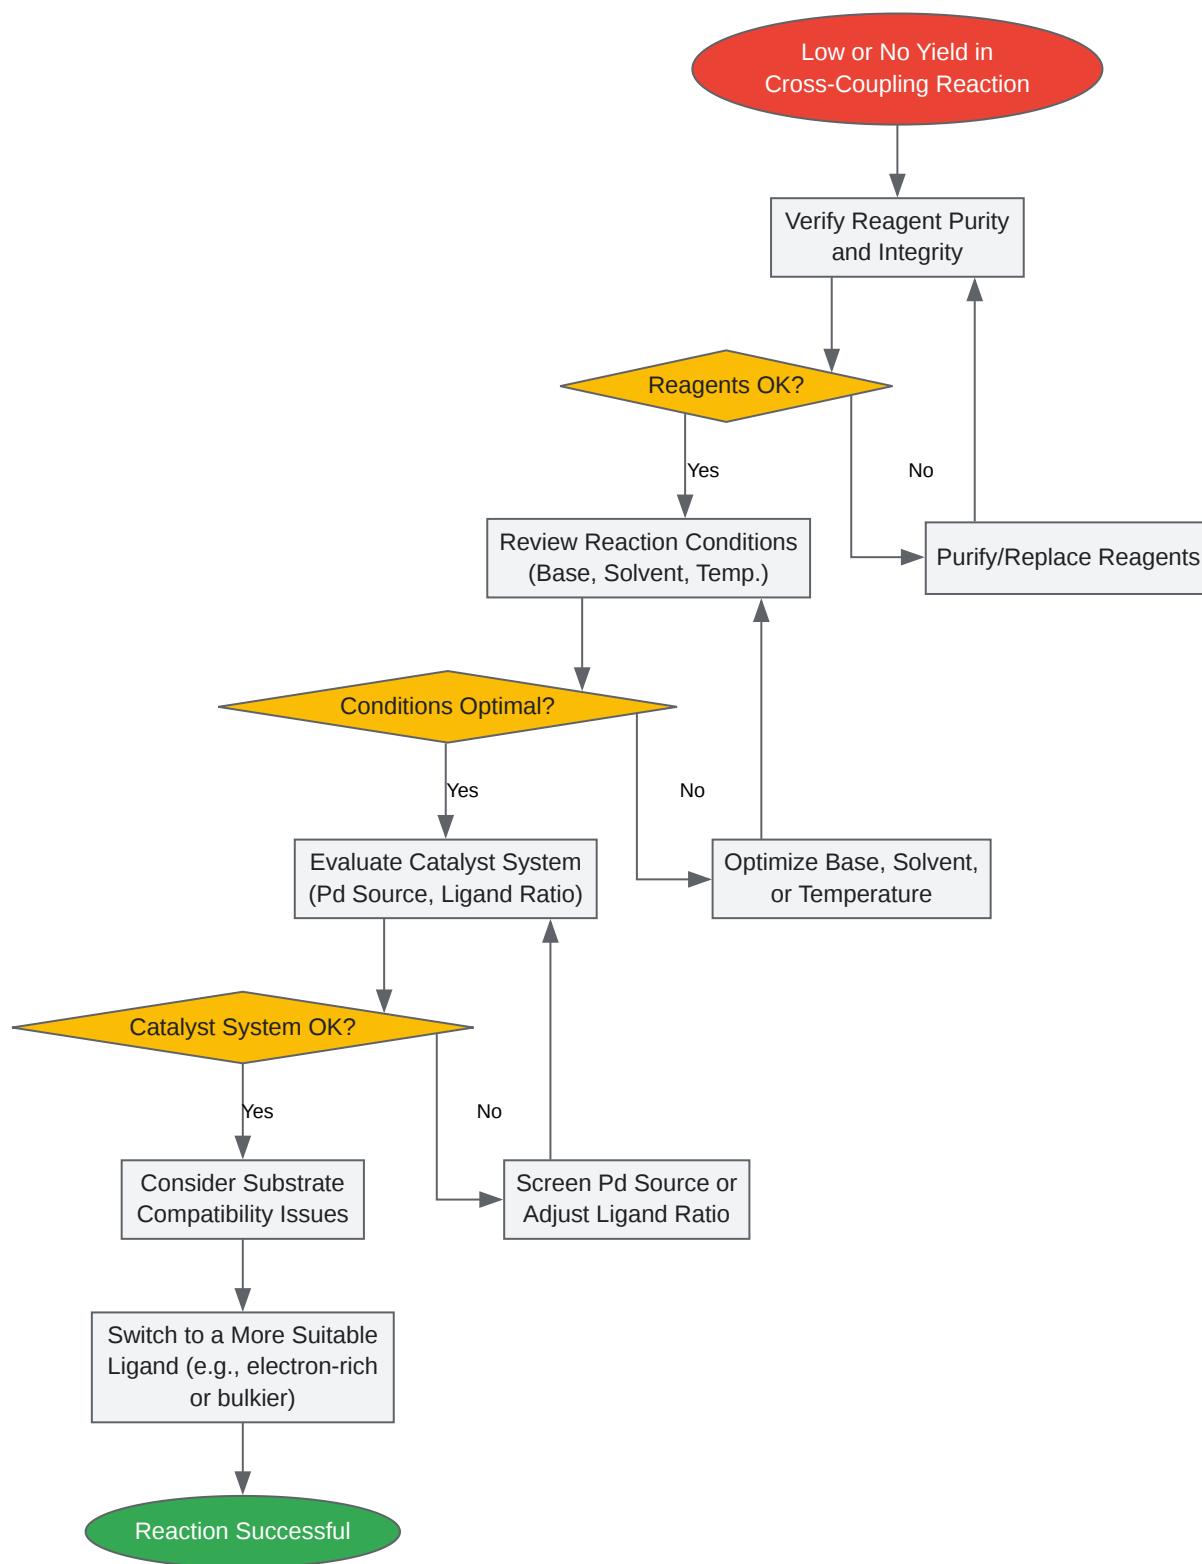 Low or No Yield in
Cross-Coupling Reaction
Verify Reagent Purity
and Integrity
Reagents OK?
Yes
No
Review Reaction Conditions
(Base, Solvent, Temp.)
Purify/Replace Reagents
Conditions Optimal?
Yes
No
Evaluate Catalyst System
(Pd Source, Ligand Ratio)
Optimize Base, Solvent,
or Temperature
Catalyst System OK?
Yes
No
Consider Substrate
Compatibility Issues
Screen Pd Source or
Adjust Ligand Ratio
Switch to a More Suitable
Ligand (e.g., electron-rich
or bulkier)
Reaction Successful